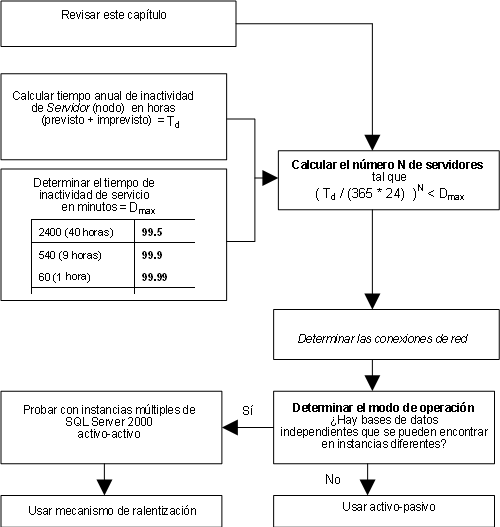 Revisar este capítulo
Calcular tiempo anual de inactividad
de Servidor (nodo) en horas
(previsto + imprevisto) = Td
Determinar el tiempo de
inactividad de servicio
en minutos = Dmax
2400 (40 horas) 99.5
540 (9 horas) 99.9
60 (1 hora) 99.99
Calcular el número N de servidores
tal que
( Td / (365 * 24) )N < Dmax
Determinar las conexiones de red
Determinar el modo de operación
¿Hay bases de datos
independientes que se pueden encontrar
en instancias diferentes?
Sí
Probar con instancias múltiples de
SQL Server 2000
activo-activo
No
Usar mecanismo de ralentización
Usar activo-pasivo